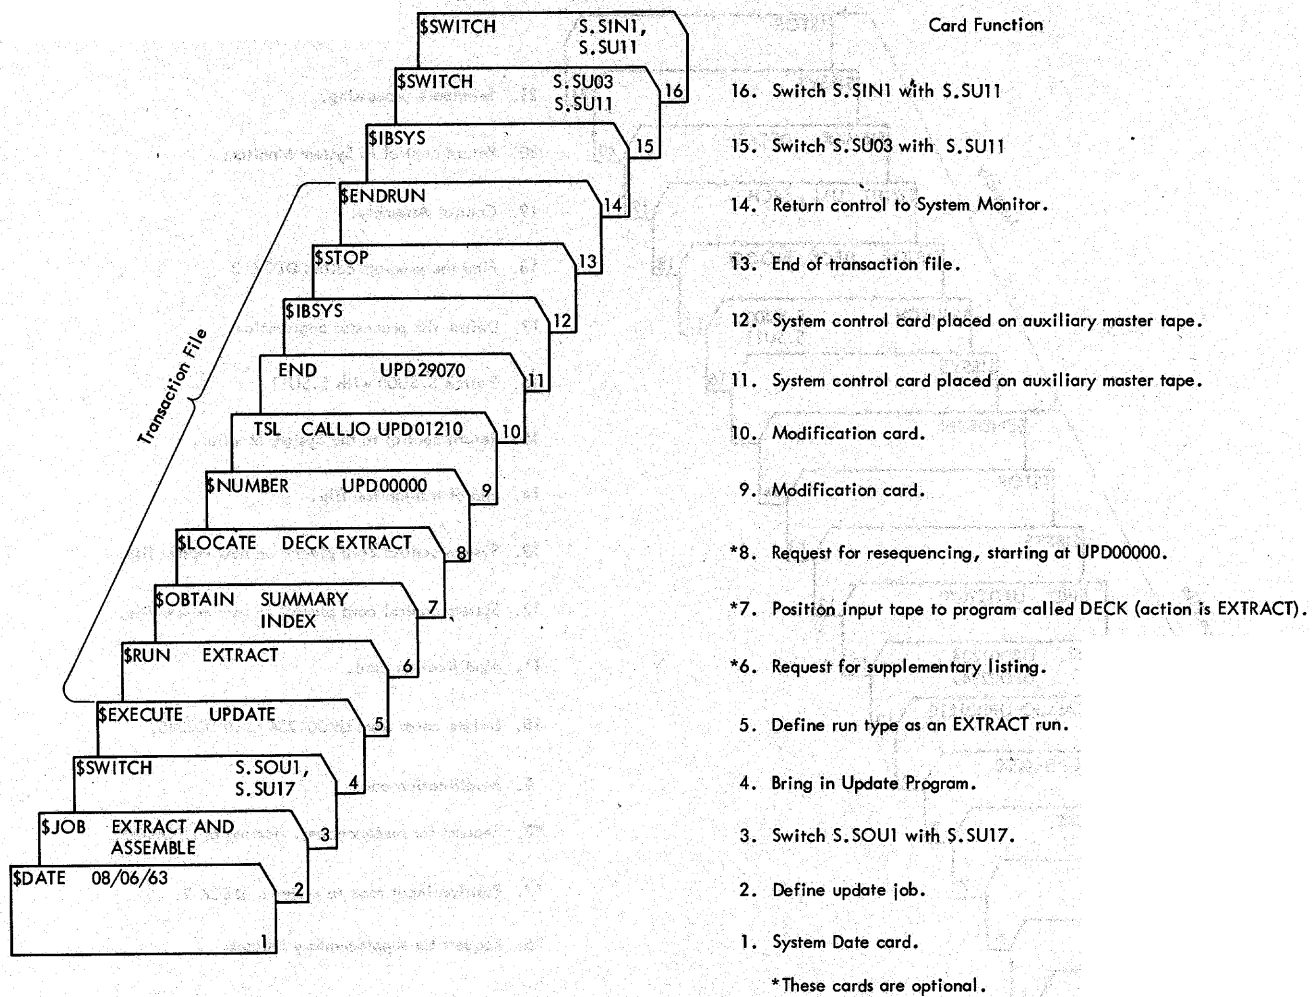 $SWITCH S.SIN1,
S.SU11
16
$SWITCH S.SU03
S.SU11
15
$IBSYS
14
$ENDRUN
13
$STOP
12
$IBSYS
11
END UPD29070
10
TSL CALLJO UPD01210
9
$NUMBER UPD00000
8
$LOCATE DECK EXTRACT
7
$OBTAIN SUMMARY
INDEX
6
$RUN EXTRACT
5
$EXECUTE UPDATE
4
$SWITCH S.SOU1,
S.SU17
3
$JOB EXTRACT AND
ASSEMBLE
2
$DATE 08/06/63
1
Transaction File
Card Function
16. Switch S.SIN1 with S.SU11
15. Switch S.SU03 with S.SU11
14. Return control to System Monitor.
13. End of transaction file.
12. System control card placed on auxiliary master tape.
11. System control card placed on auxiliary master tape.
10. Modification card.
9. Modification card.
*8. Request for resequencing, starting at UPD00000.
*7. Position input tape to program called DECK (action is EXTRACT).
*6. Request for supplementary listing.
5. Define run type as an EXTRACT run.
4. Bring in Update Program.
3. Switch S.SOU1 with S.SU17.
2. Define update job.
1. System Date card.
*These cards are optional.